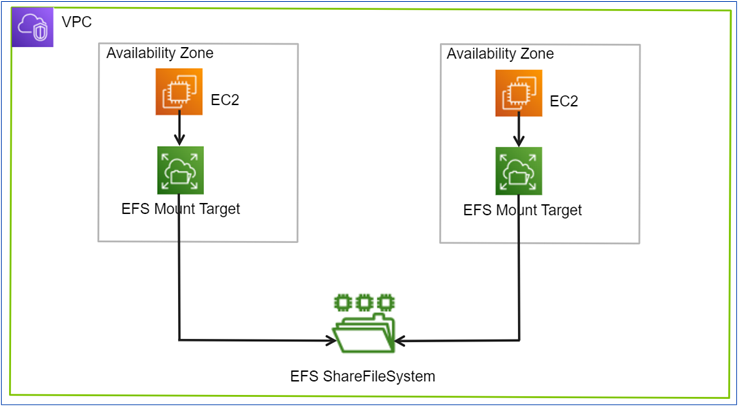 VPC
Availability Zone
EC2
EFS Mount Target
Availability Zone
EC2
EFS Mount Target
EFS ShareFileSystem